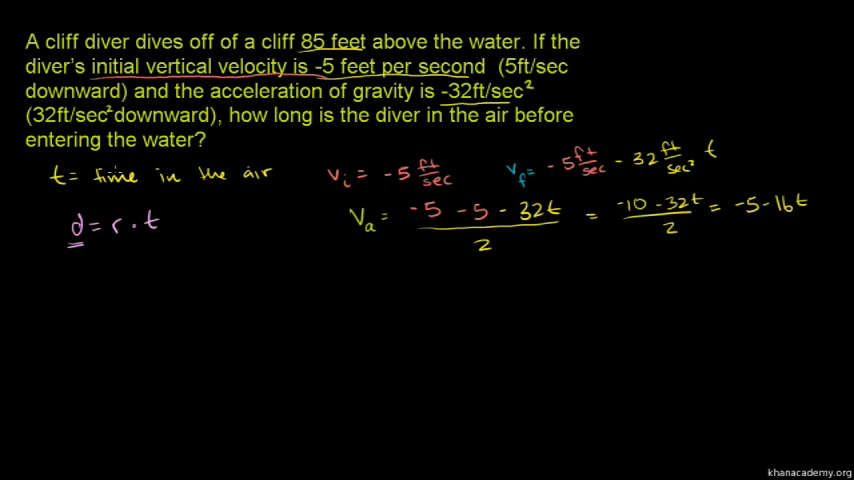 A cliff diver dives off of a cliff 85 feet above the water. If the
diver's initial vertical velocity is -5 feet per second (5ft/sec
downward) and the acceleration of gravity is -32ft/sec²
(32ft/sec² downward), how long is the diver in the air before
entering the water?
t = time in the air
v_i = -5 ft/sec
v_f = -5 ft/sec - 32 ft/sec² t
d = r · t
V_a = (-5 -5 - 32t)/2 = (-10 - 32t)/2 = -5 - 16t
khanacademy.org